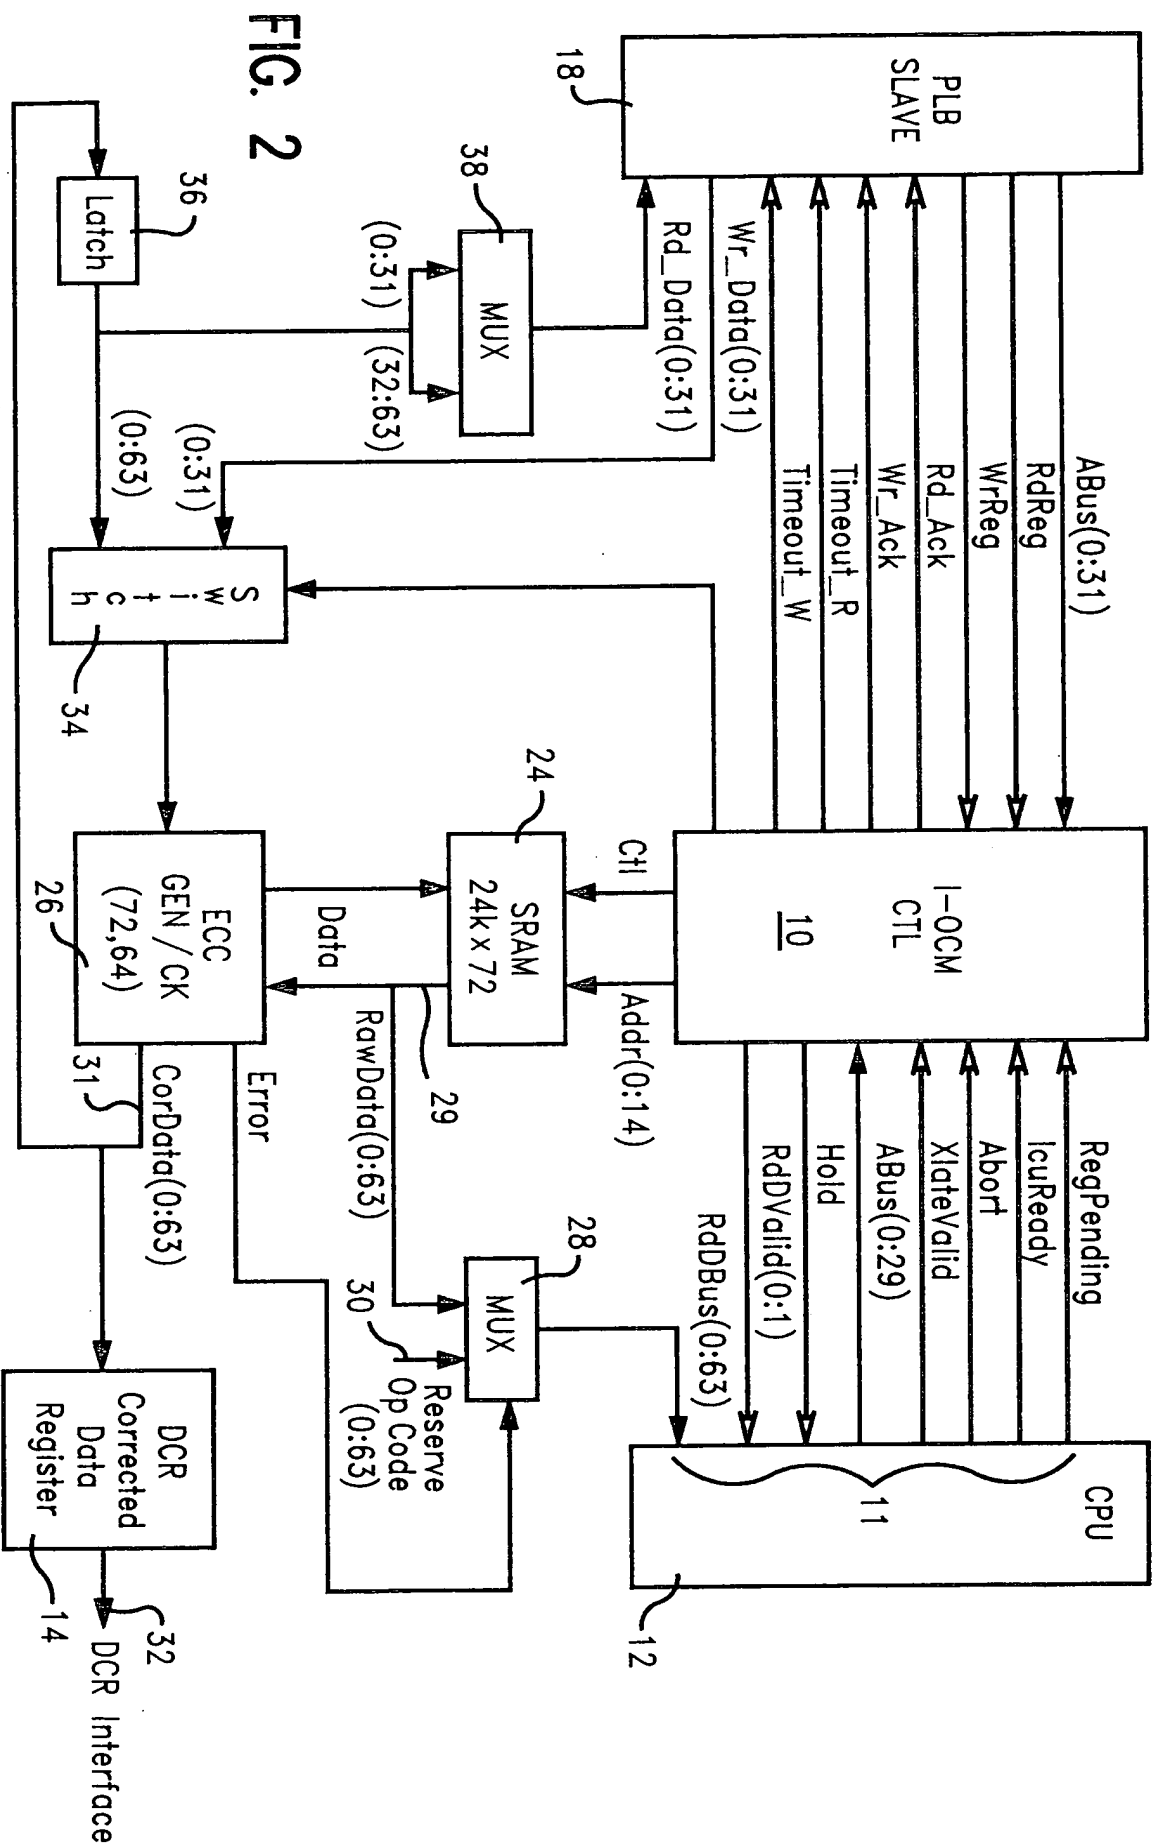 PLB
SLAVE
18
ABus(0:31)
RdReg
WrReg
Rd_Ack
Wr_Ack
Timeout_R
Timeout_W
Wr_Data(0:31)
Rd_Data(0:31)
I-OCM
CTL
10
RegPending
IcuReady
Abort
XlateValid
ABus(0:29)
Hold
RdDValid(0:1)
RdDBus(0:63)
CPU
11
12
38
MUX
(0:31)
(32:63)
Ctl
Addr(0:14)
24
SRAM
24k x 72
29
28
MUX
30
Reserve
Op Code
(0:63)
RawData(0:63)
Data
36
Latch
(0:31)
(0:63)
Switch
34
ECC
GEN/CK
(72,64)
26
Error
31
CorData(0:63)
DCR
Corrected
Data
Register
14
32
DCR Interface
FIG. 2